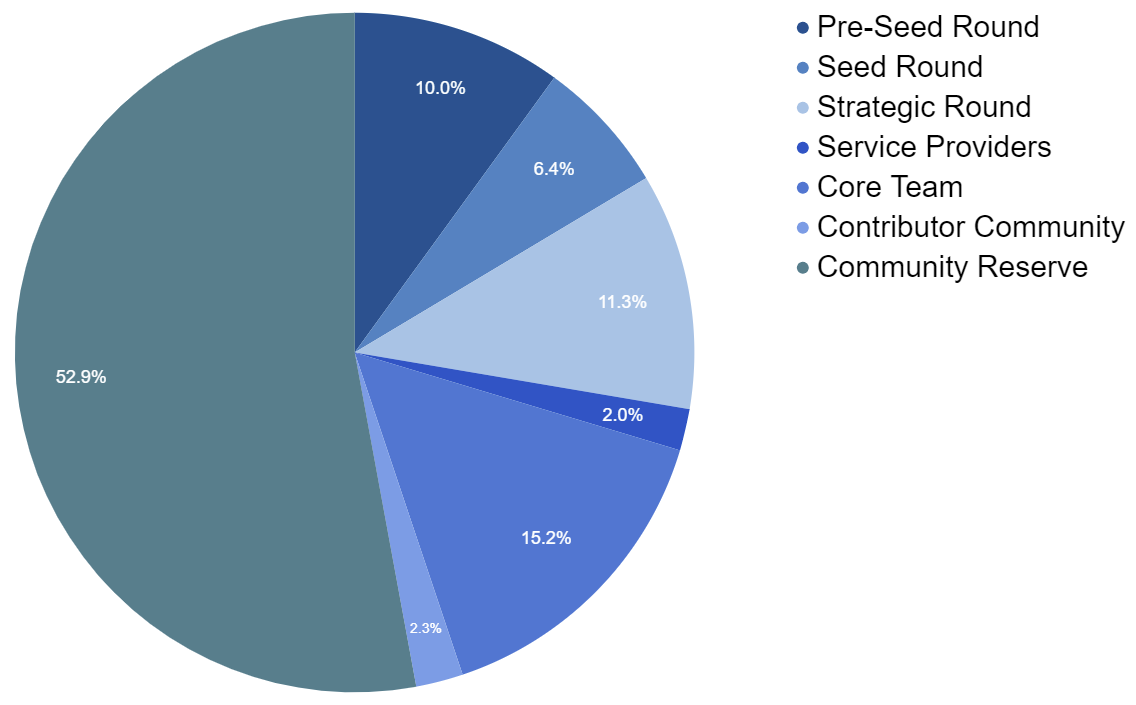 Pre-Seed Round
Seed Round
Strategic Round
Service Providers
Core Team
Contributor Community
Community Reserve
10.0%
6.4%
11.3%
2.0%
15.2%
2.3%
52.9%